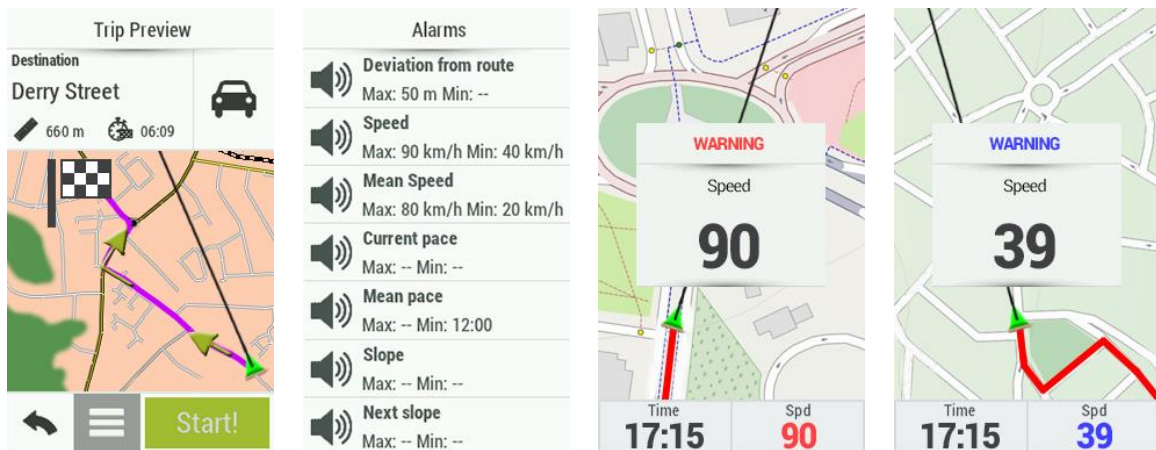 Trip Preview
Destination
Derry Street
660 m 06:09
Start!
Alarms
Deviation from route
Max: 50 m Min: --
Speed
Max: 90 km/h Min: 40 km/h
Mean Speed
Max: 80 km/h Min: 20 km/h
Current pace
Max: -- Min: --
Mean pace
Max: -- Min: 12:00
Slope
Max: -- Min: --
Next slope
Max: -- Min: --
WARNING
Speed
90
Time Spd
17:15 90
WARNING
Speed
39
Time Spd
17:15 39